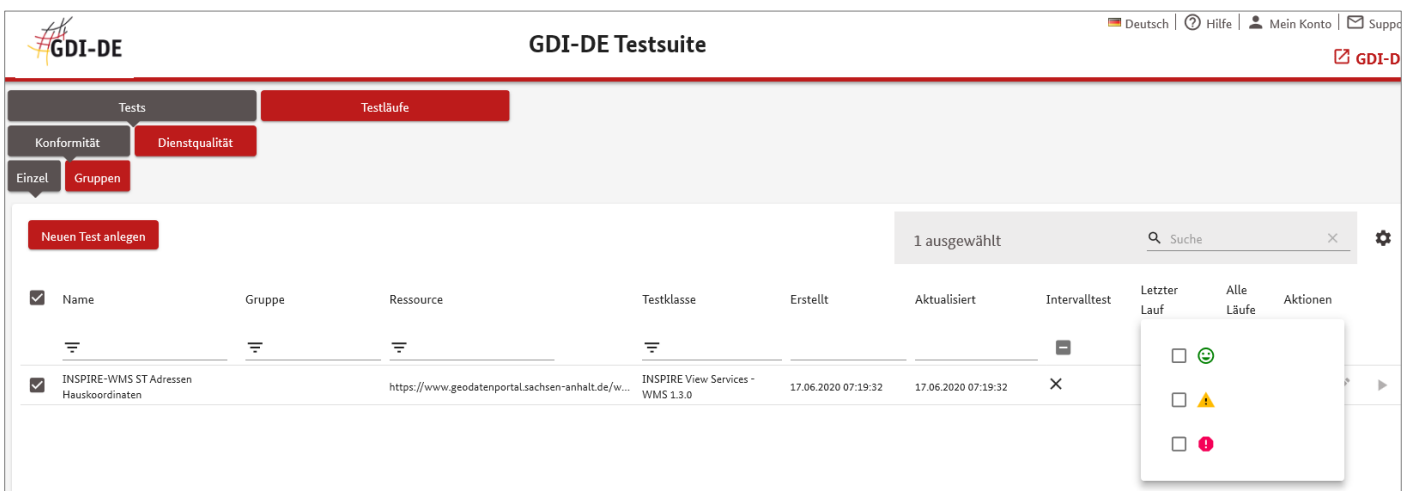 Deutsch | Hilfe | Mein Konto | Suppo
GDI-DE
GDI-DE Testsuite
GDI-D
Tests
Testläufe
Konformität
Dienstqualität
Einzel
Gruppen
Neuen Test anlegen
1 ausgewählt
Suche
Name
Gruppe
Ressource
Testklasse
Erstellt
Aktualisiert
Intervalltest
Letzter
Lauf
Alle
Läufe
Aktionen
INSPIRE-WMS ST Adressen
Hauskoordinaten
https://www.geodatenportal.sachsen-anhalt.de/w...
INSPIRE View Services -
WMS 1.3.0
17.06.2020 07:19:32
17.06.2020 07:19:32